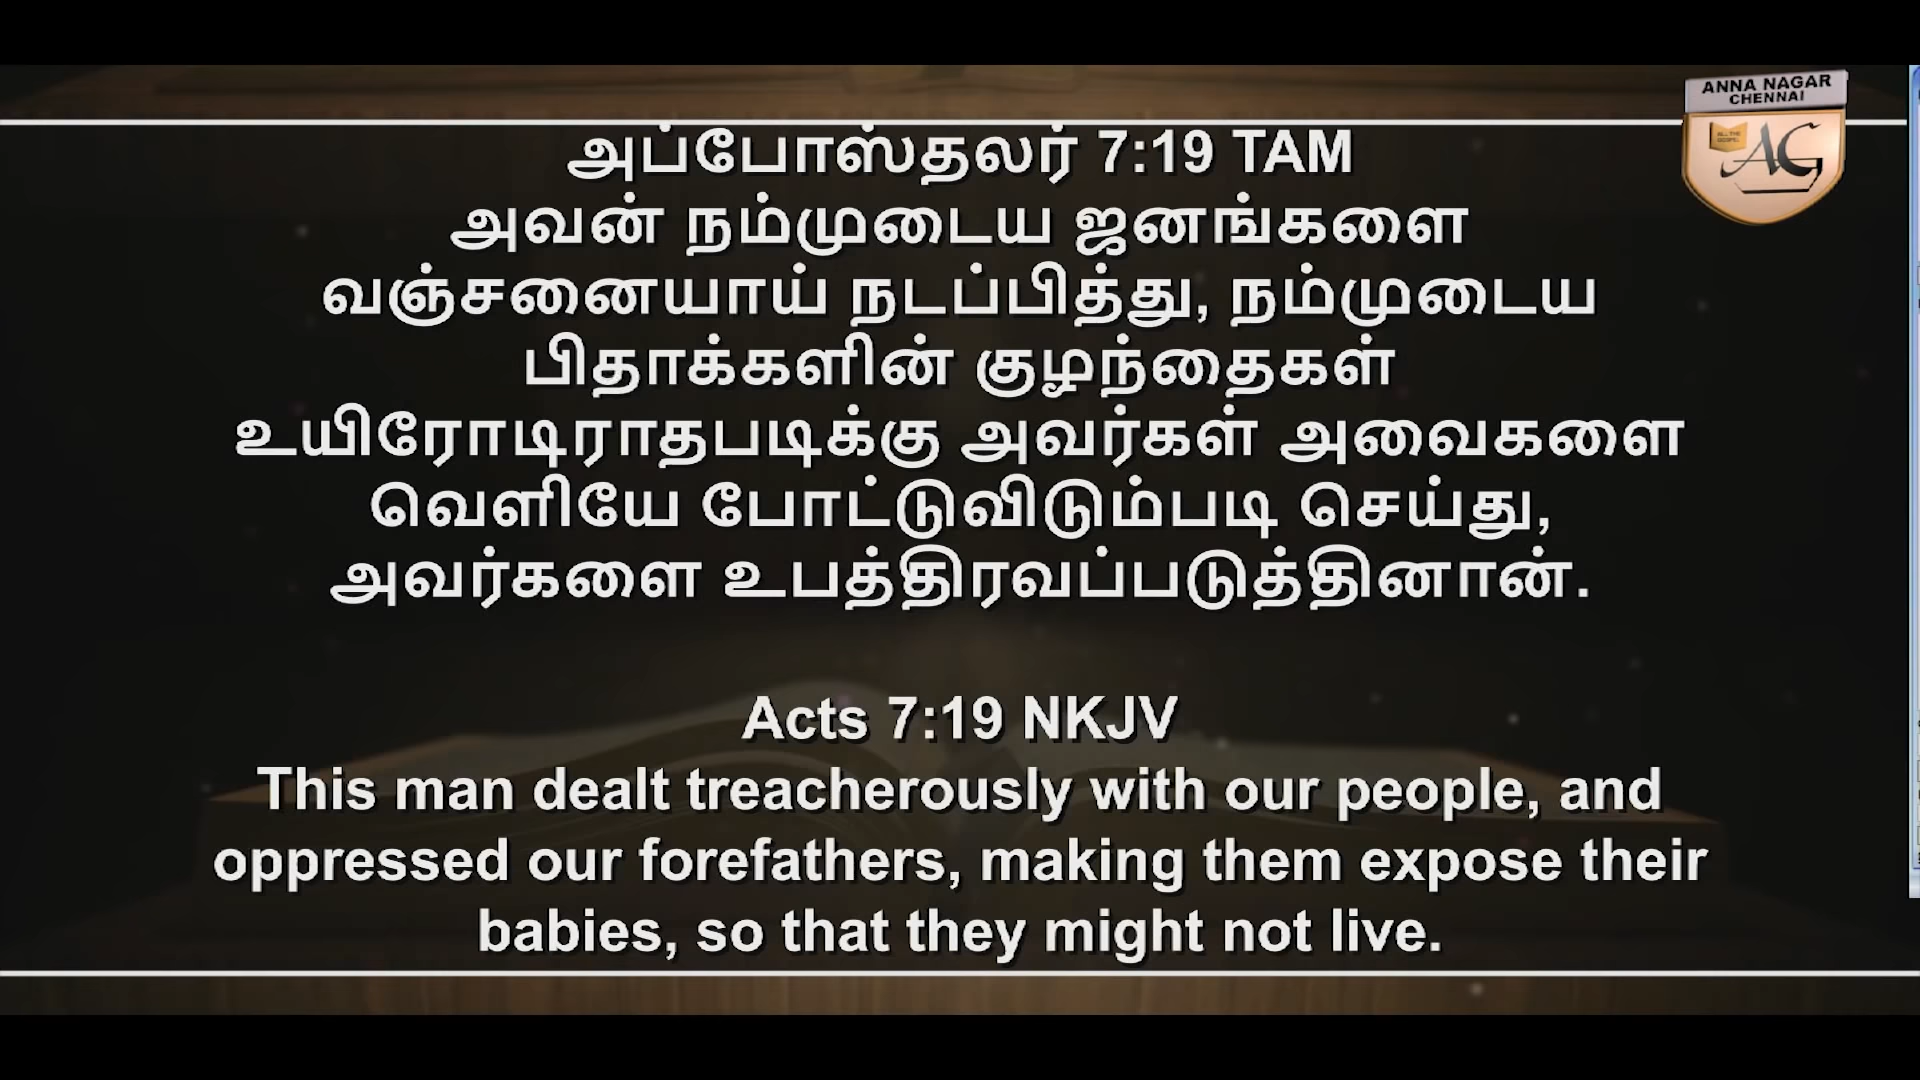 ANNA NAGAR
CHENNAI
ALL THE
GOSPEL
AG
அப்போஸ்தலர் 7:19 TAM
அவன் நம்முடைய ஜனங்களை
வஞ்சனையாய் நடப்பித்து, நம்முடைய
பிதாக்களின் குழந்தைகள்
உயிரோடிராதபடிக்கு அவர்கள் அவைகளை
வெளியே போட்டுவிடும்படி செய்து,
அவர்களை உபத்திரவப்படுத்தினான்.
Acts 7:19 NKJV
This man dealt treacherously with our people, and
oppressed our forefathers, making them expose their
babies, so that they might not live.